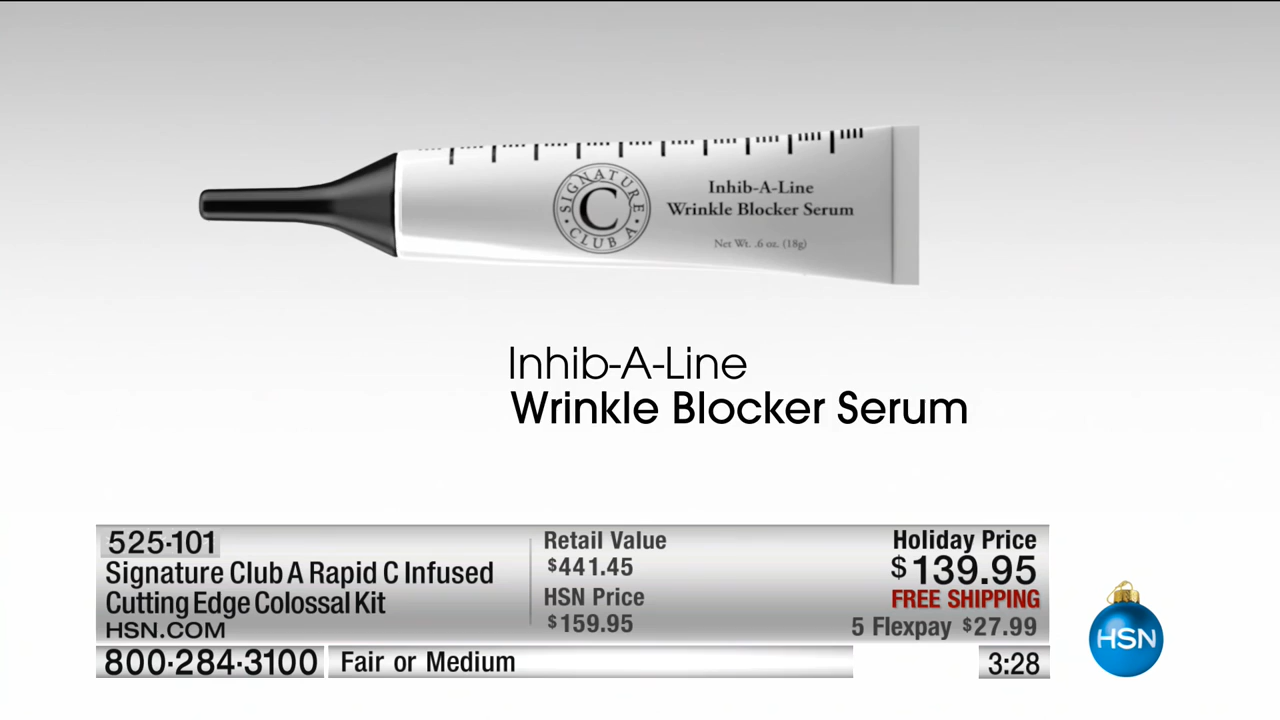 SIGNATURE
C
CLUB A
Inhib-A-Line
Wrinkle Blocker Serum
Net Wt. .6 oz. (18g)
Inhib-A-Line
Wrinkle Blocker Serum
525-101
Signature Club A Rapid C Infused
Cutting Edge Colossal Kit
HSN.COM
Retail Value
$441.45
HSN Price
$159.95
Holiday Price
$139.95
FREE SHIPPING
5 Flexpay $27.99
800-284-3100
Fair or Medium
3:28
HSN